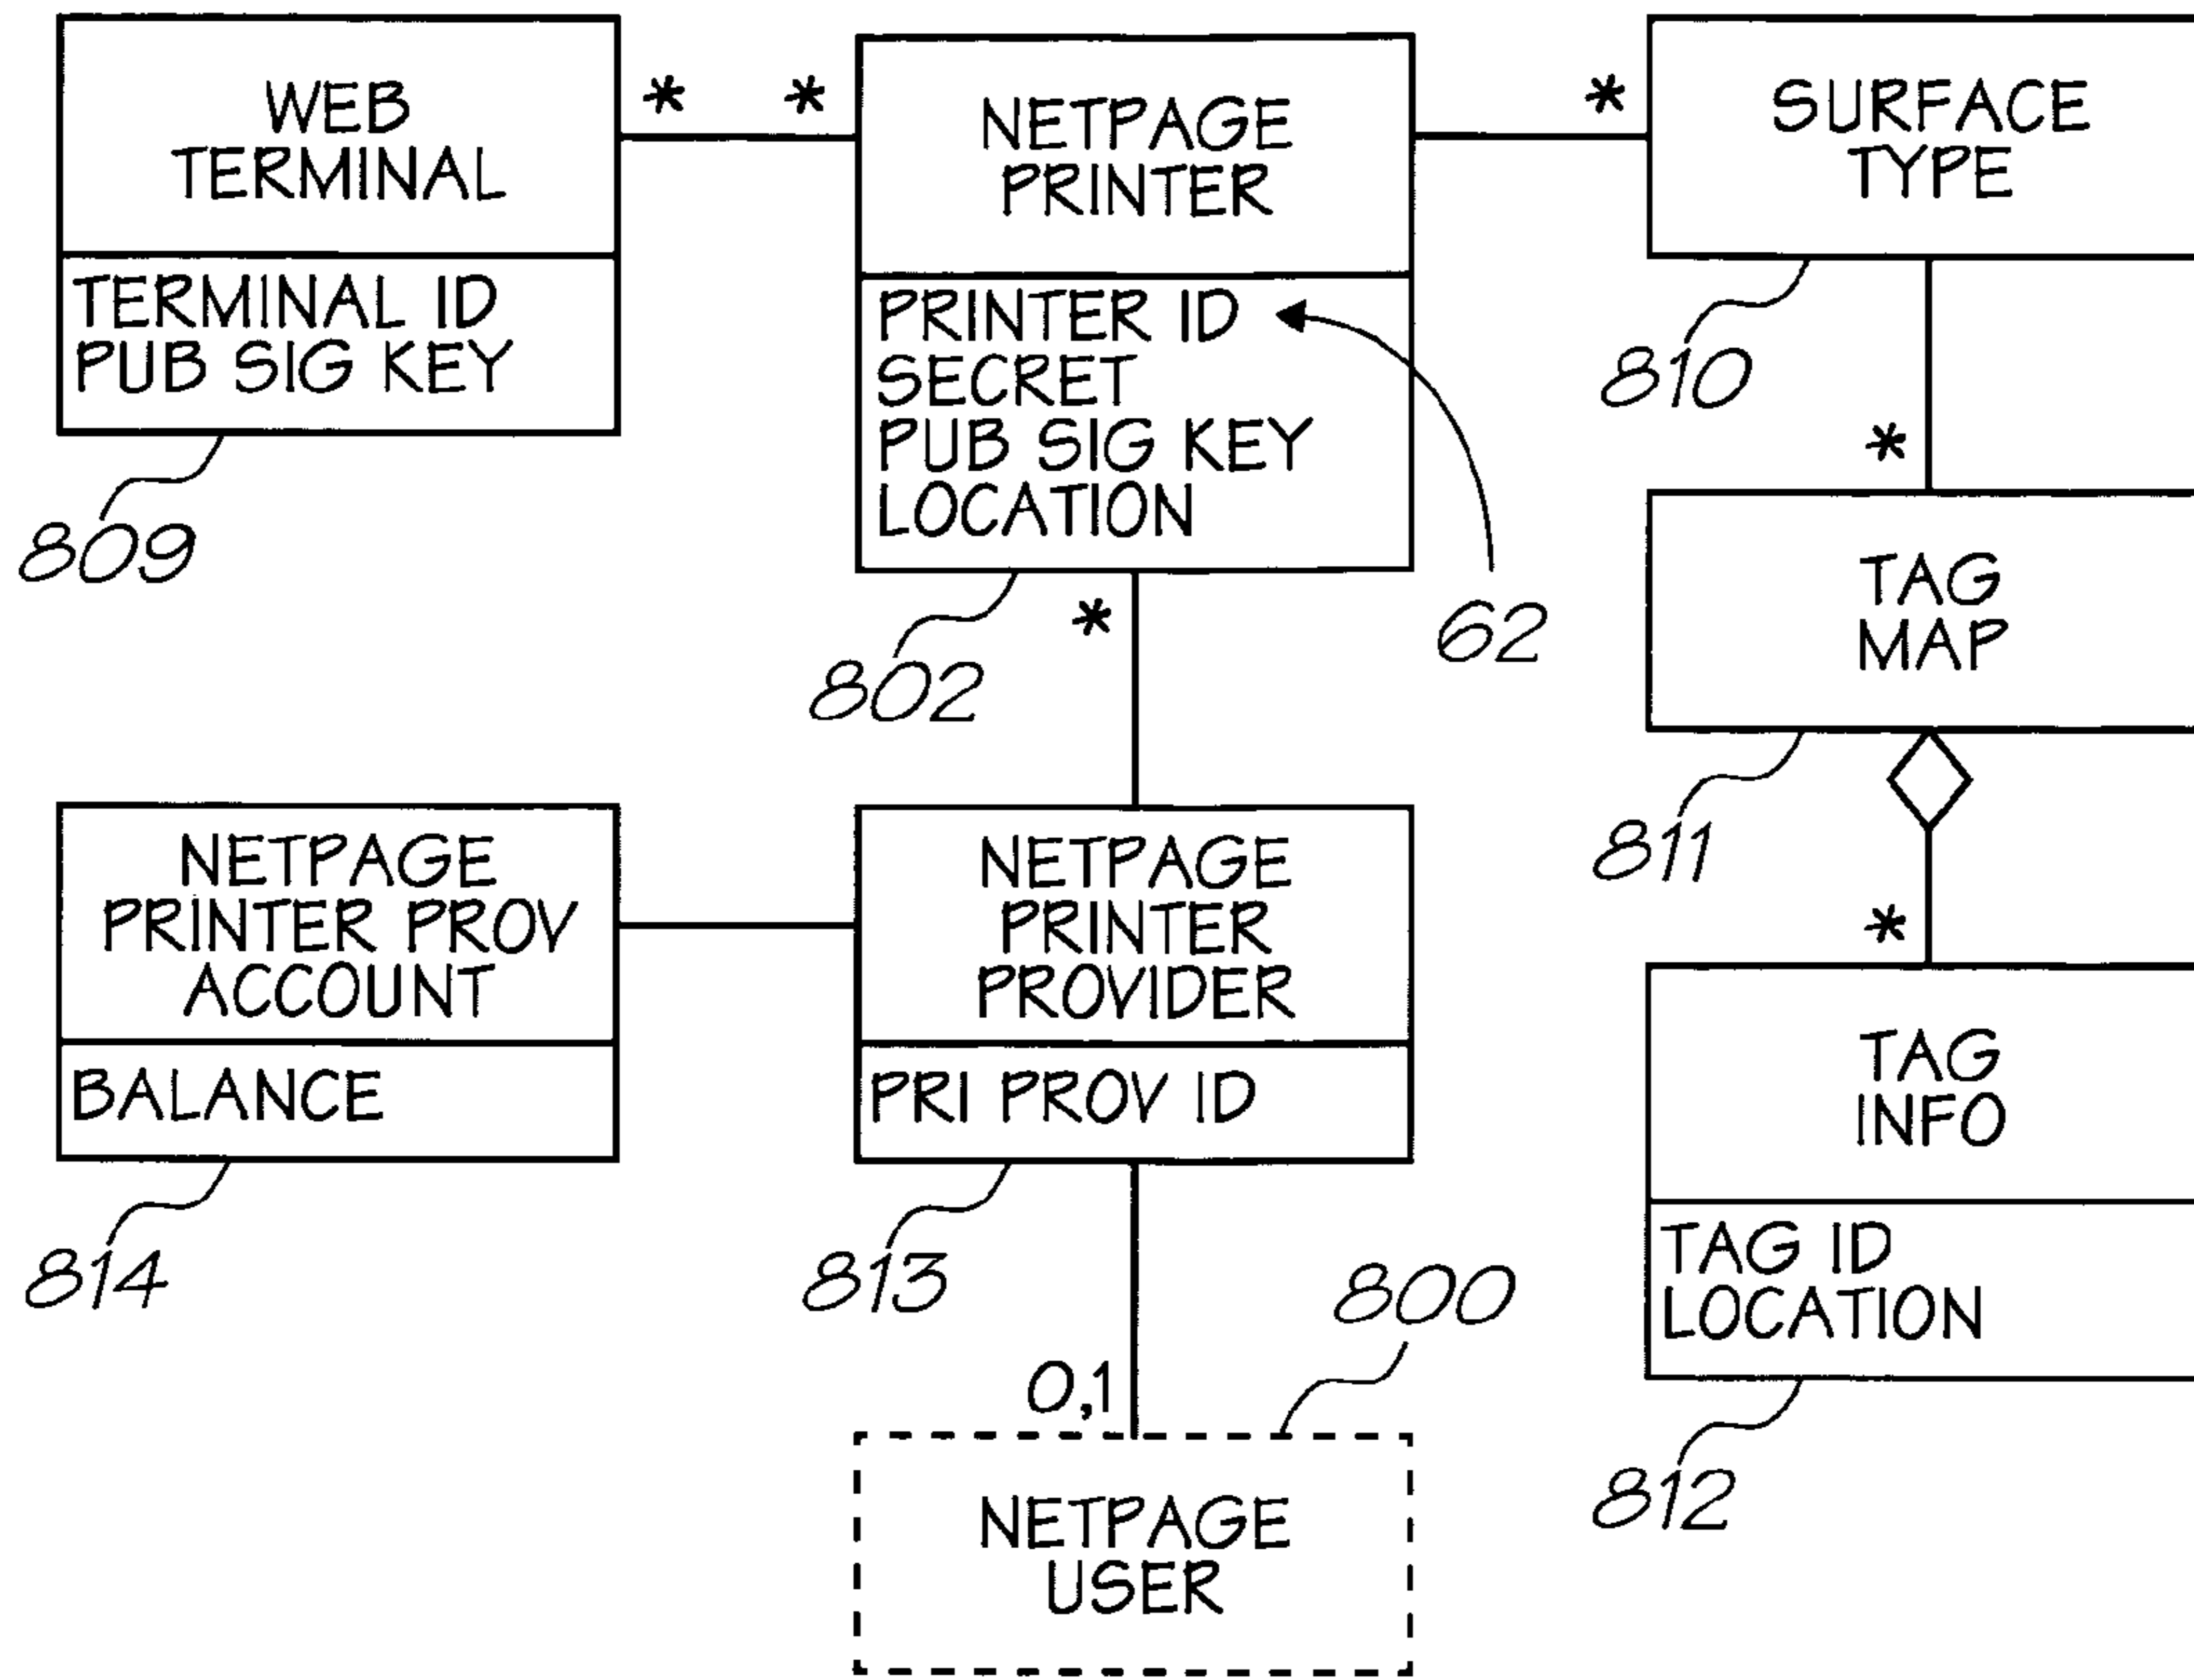 WEB
TERMINAL
TERMINAL ID
PUB SIG KEY
809
*
*
NETPAGE
PRINTER
PRINTER ID
SECRET
PUB SIG KEY
LOCATION
62
802
*
*
SURFACE
TYPE
810
*
TAG
MAP
811
*
TAG
INFO
TAG ID
LOCATION
812
NETPAGE
PRINTER PROV
ACCOUNT
BALANCE
814
NETPAGE
PRINTER
PROVIDER
PRI PROV ID
813
800
0,1
NETPAGE
USER